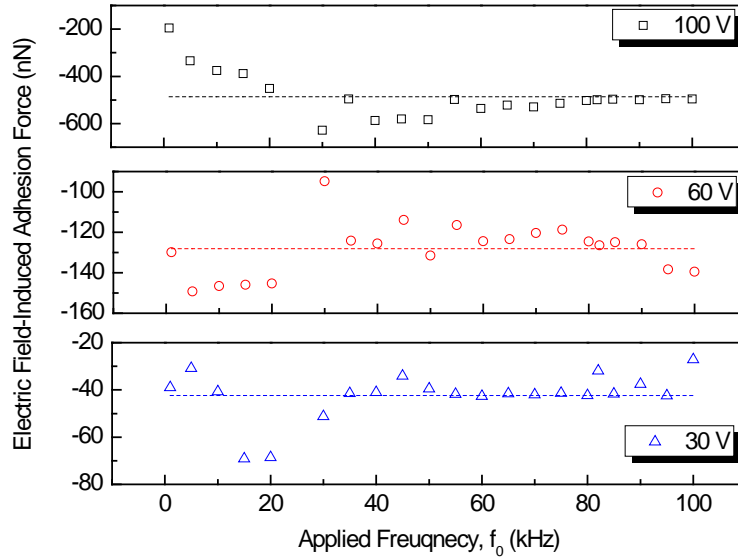 Electric Field-Induced Adhesion Force (nN)
-200
-400
-600
100 V
-100
-120
-140
-160
60 V
-20
-40
-60
-80
30 V
0 20 40 60 80 100
Applied Freuqnecy, f_0 (kHz)